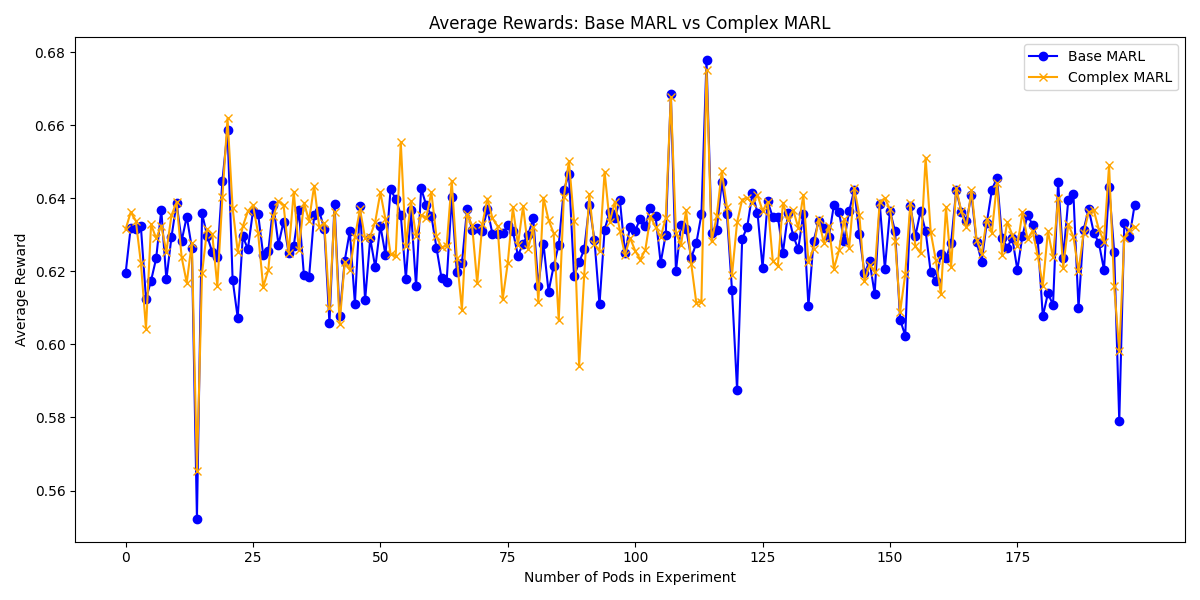 Average Rewards: Base MARL vs Complex MARL
Base MARL
Complex MARL
Average Reward
0.68
0.66
0.64
0.62
0.60
0.58
0.56
0 25 50 75 100 125 150 175
Number of Pods in Experiment